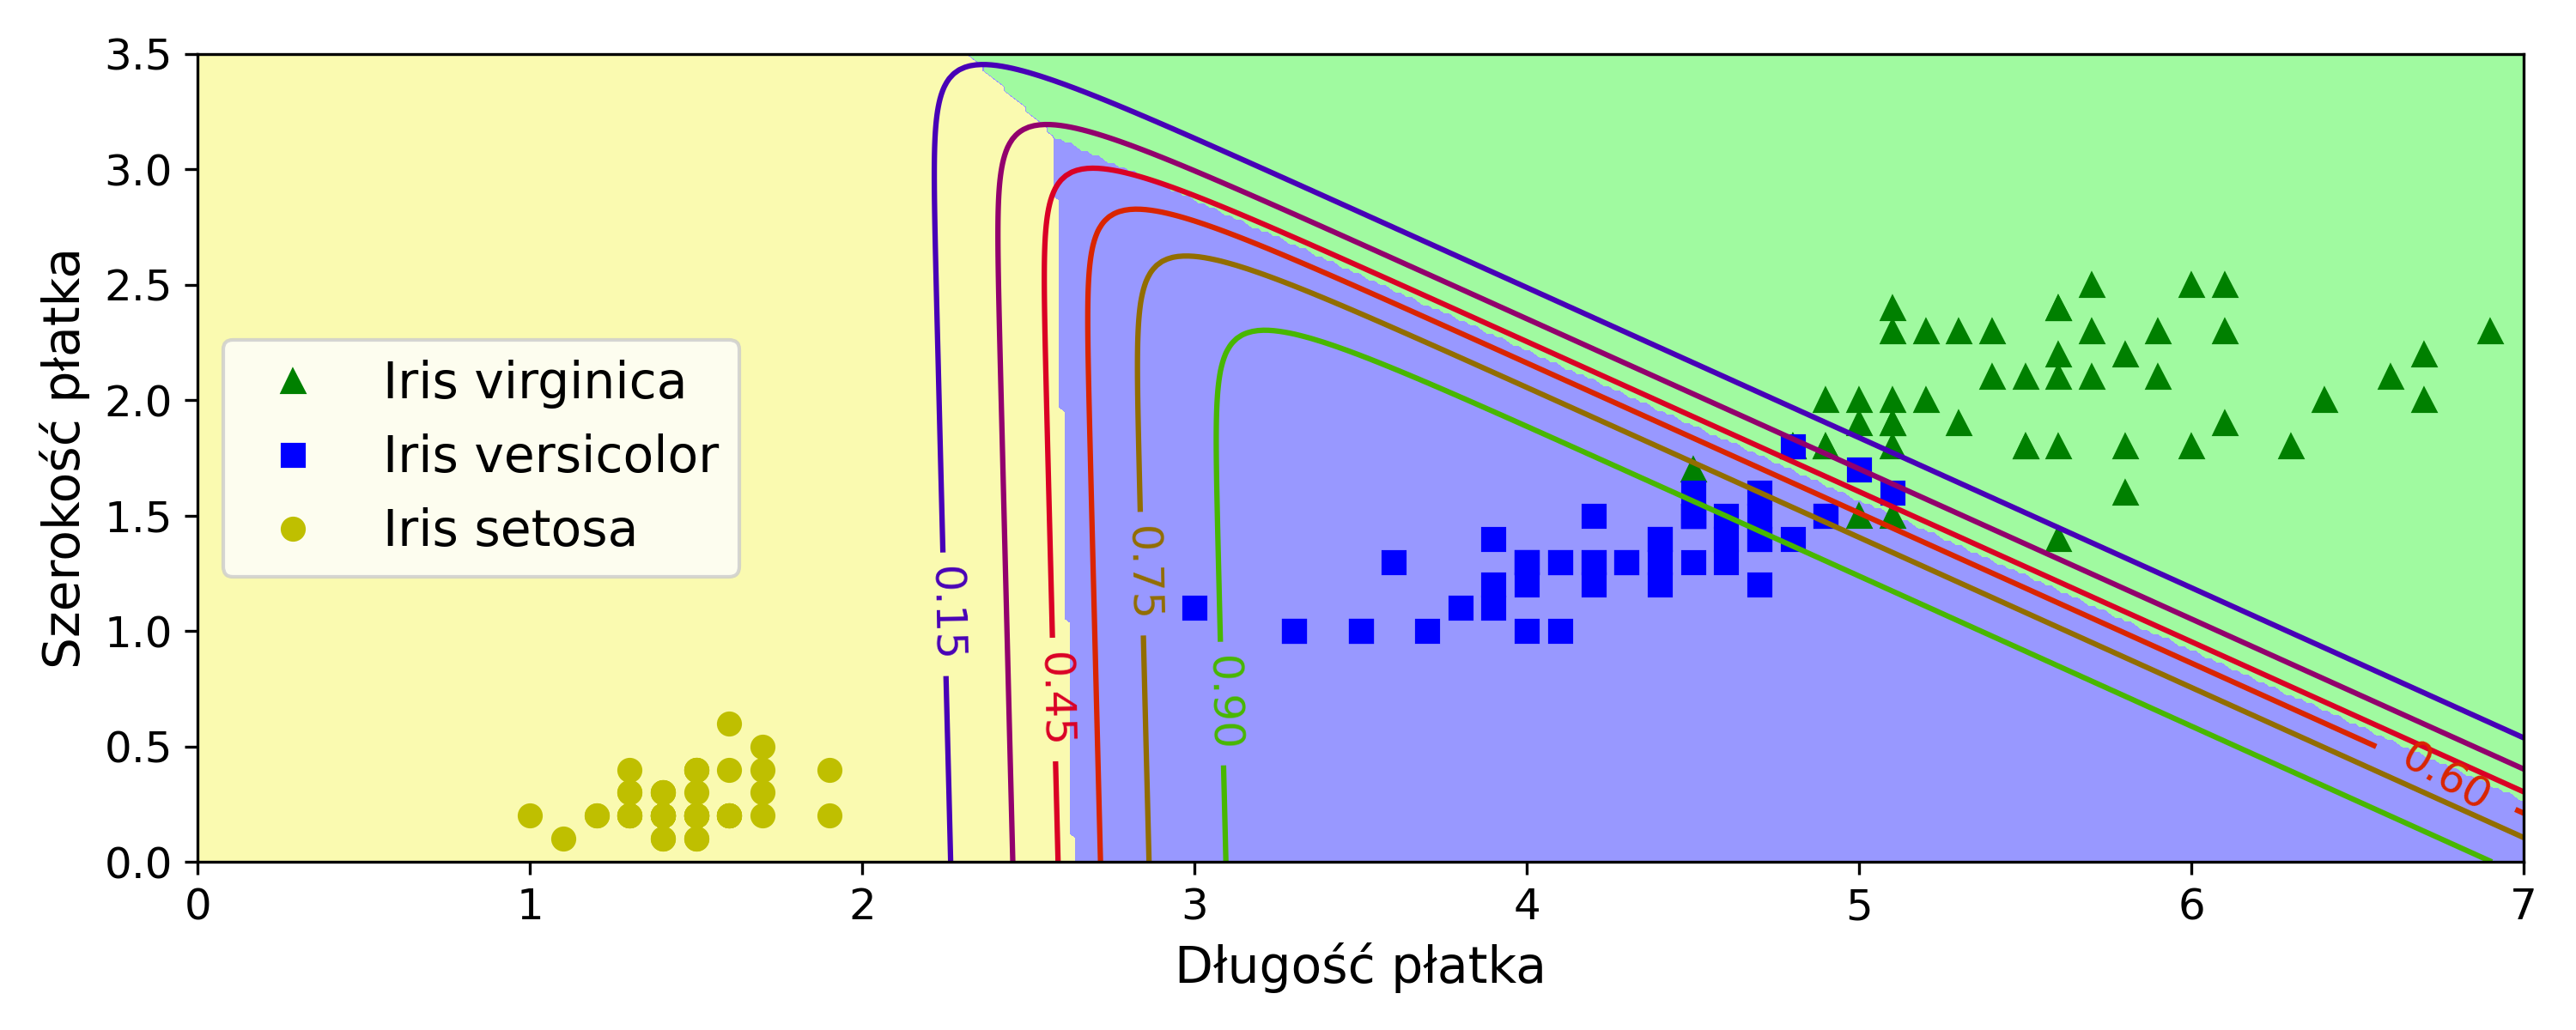 3.5
3.0
2.5
2.0
1.5
1.0
0.5
0.0
Szerokość płatka
Iris virginica
Iris versicolor
Iris setosa
0.15
0.45
0.75
0.90
0.60
0 1 2 3 4 5 6 7
Długość płatka